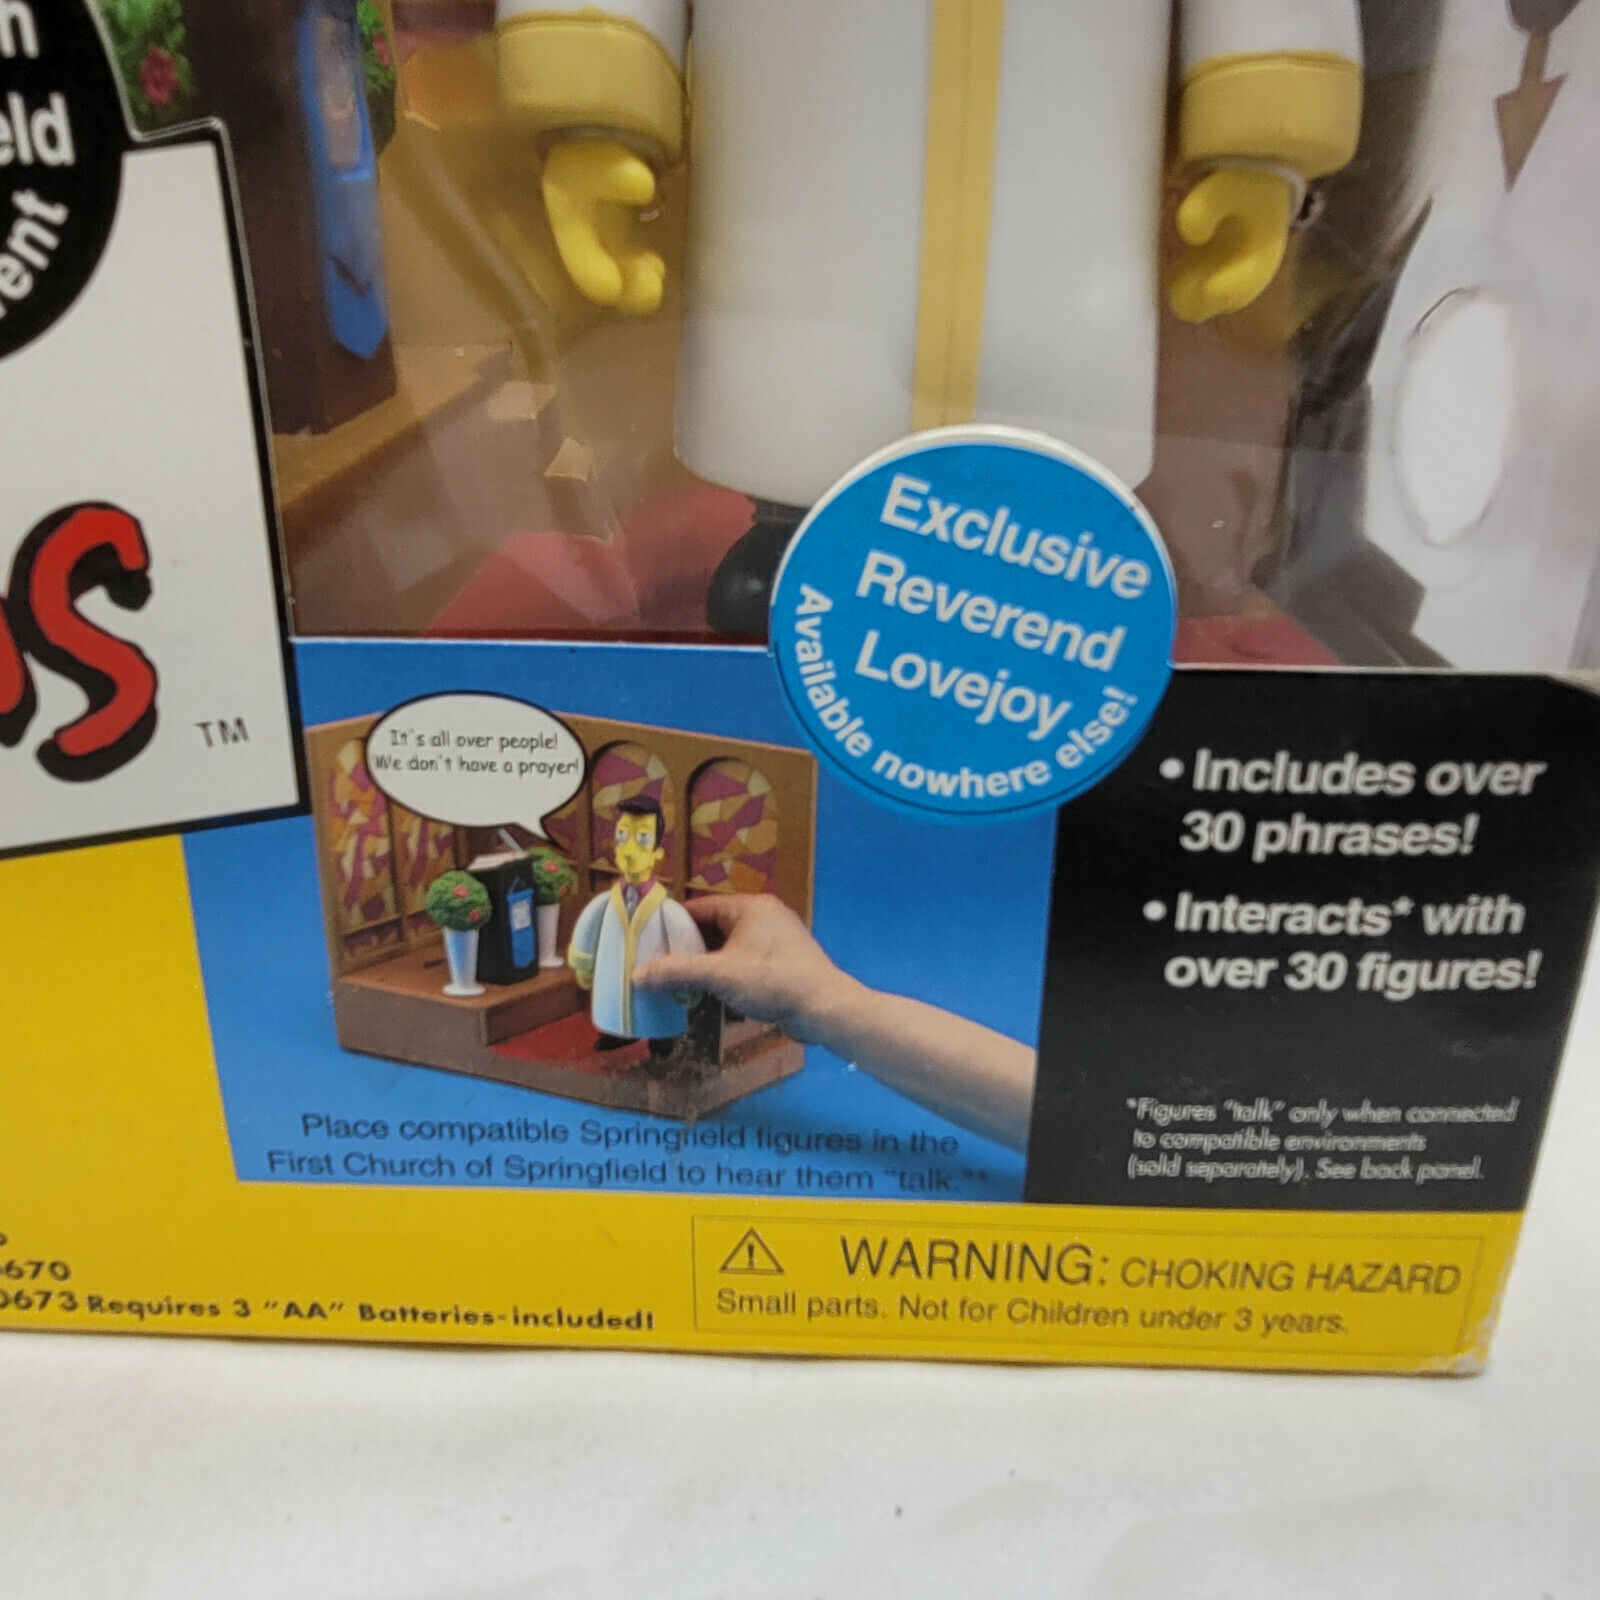 TM
Exclusive
Reverend
Lovejoy
Available nowhere else!
It's all over people!
We don't have a prayer!
• Includes over
30 phrases!
• Interacts* with
over 30 figures!
*Figures "talk" only when connected
to compatible environments
(sold separately). See back panel.
Place compatible Springfield figures in the
First Church of Springfield to hear them "talk."*
670
0673 Requires 3 "AA" Batteries-included!
WARNING: CHOKING HAZARD
Small parts. Not for Children under 3 years.